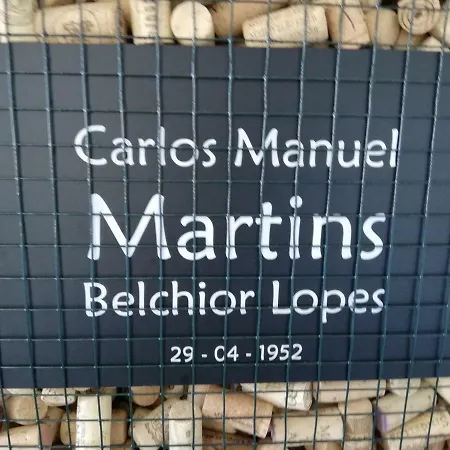 Carlos Manuel
Martins
Belchior Lopes
29 - 04 - 1952